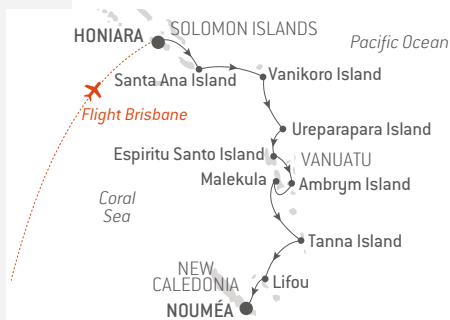 SOLOMON ISLANDS
HONIARA
Pacific Ocean
Santa Ana Island
Vanikoro Island
Flight Brisbane
Ureparapara Island
Espiritu Santo Island
VANUATU
Malekula
Ambrym Island
Coral
Sea
Tanna Island
NEW
CALEDONIA
Lifou
NOUMÉA